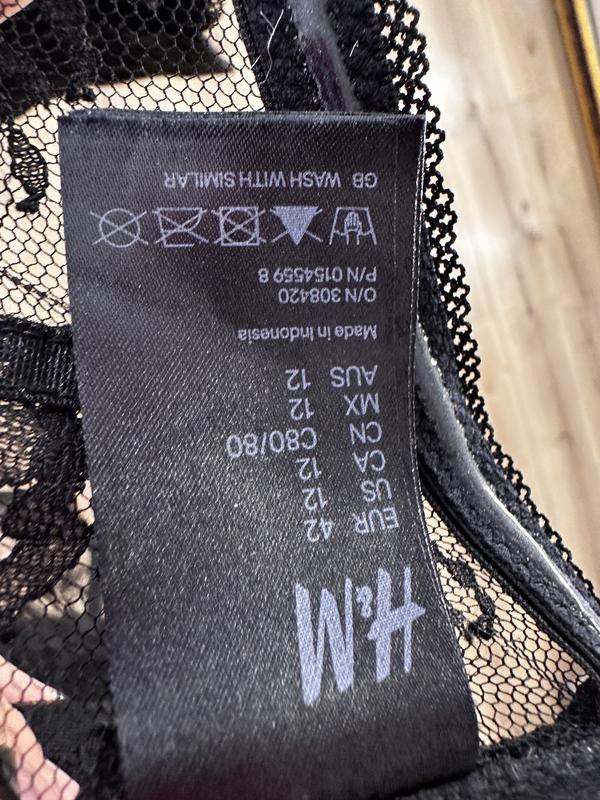 H&M
EUR 42
US 12
CA 12
CN C80/80
MX 12
AUS 12
Made in Indonesia
O/N 308420
P/N 0154559 8
GB WASH WITH SIMILAR